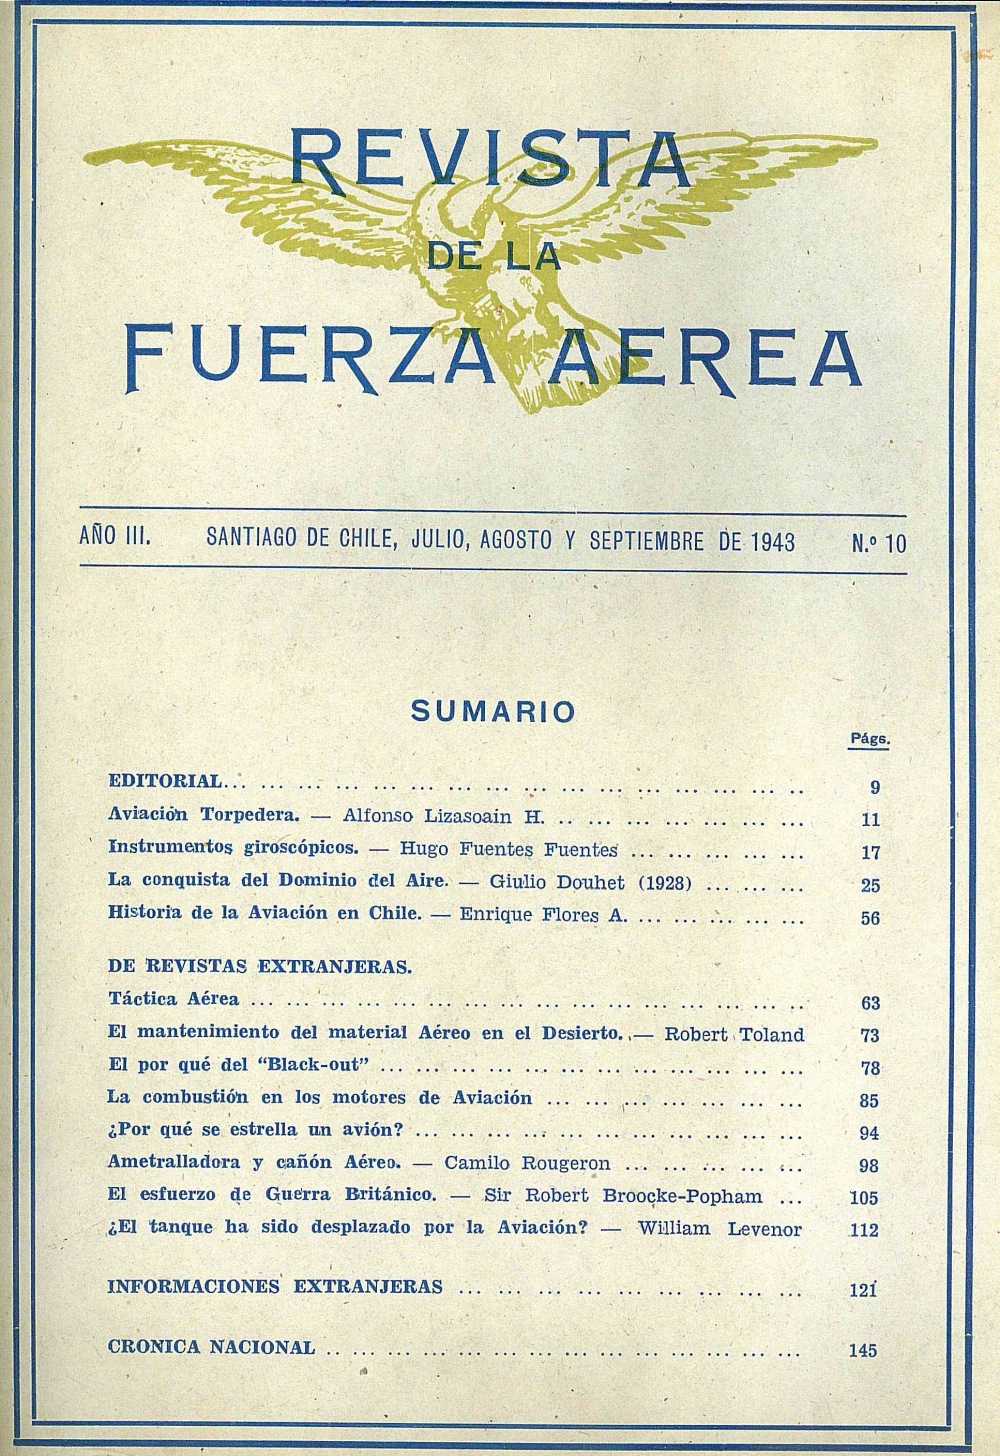 REVISTA
DE LA
FUERZA AEREA
AÑO III. SANTIAGO DE CHILE, JULIO, AGOSTO Y SEPTIEMBRE DE 1943 N.º 10
SUMARIO
Págs.
EDITORIAL... ... ... ... ... ... ... ... ... ... ... ... ... ... ... ... .. 9
Aviación Torpedera. — Alfonso Lizasoain H. .. ... ... ... ... ... ... 11
Instrumentos giroscópicos. — Hugo Fuentes Fuentes ... ... ... ... ... 17
La conquista del Dominio del Aire. — Giulio Douhet (1928) ... ... ... 25
Historia de la Aviación en Chile. — Enrique Flores A. ... ... ... ... ... 56
DE REVISTAS EXTRANJERAS.
Táctica Aérea ... ... ... ... ... ... ... ... ... ... ... ... ... ... ... .. 63
El mantenimiento del material Aéreo en el Desierto. — Robert Toland 73
El por qué del “Black-out” ... ... ... ... ... ... ... ... ... ... ... ... 78
La combustión en los motores de Aviación ... ... ... ... ... ... ... 85
¿Por qué se estrella un avión? ... ... ... ... ... ... ... ... ... ... ... 94
Ametralladora y cañón Aéreo. — Camilo Rougeron ... ... ... ... ... 98
El esfuerzo de Guerra Británico. — Sir Robert Broocke-Popham ... 105
¿El tanque ha sido desplazado por la Aviación? — William Levenor 112
INFORMACIONES EXTRANJERAS ... ... ... ... ... ... ... ... ... 121
CRONICA NACIONAL .. ... ... ... ... ... ... ... ... ... ... ... ... ... 145